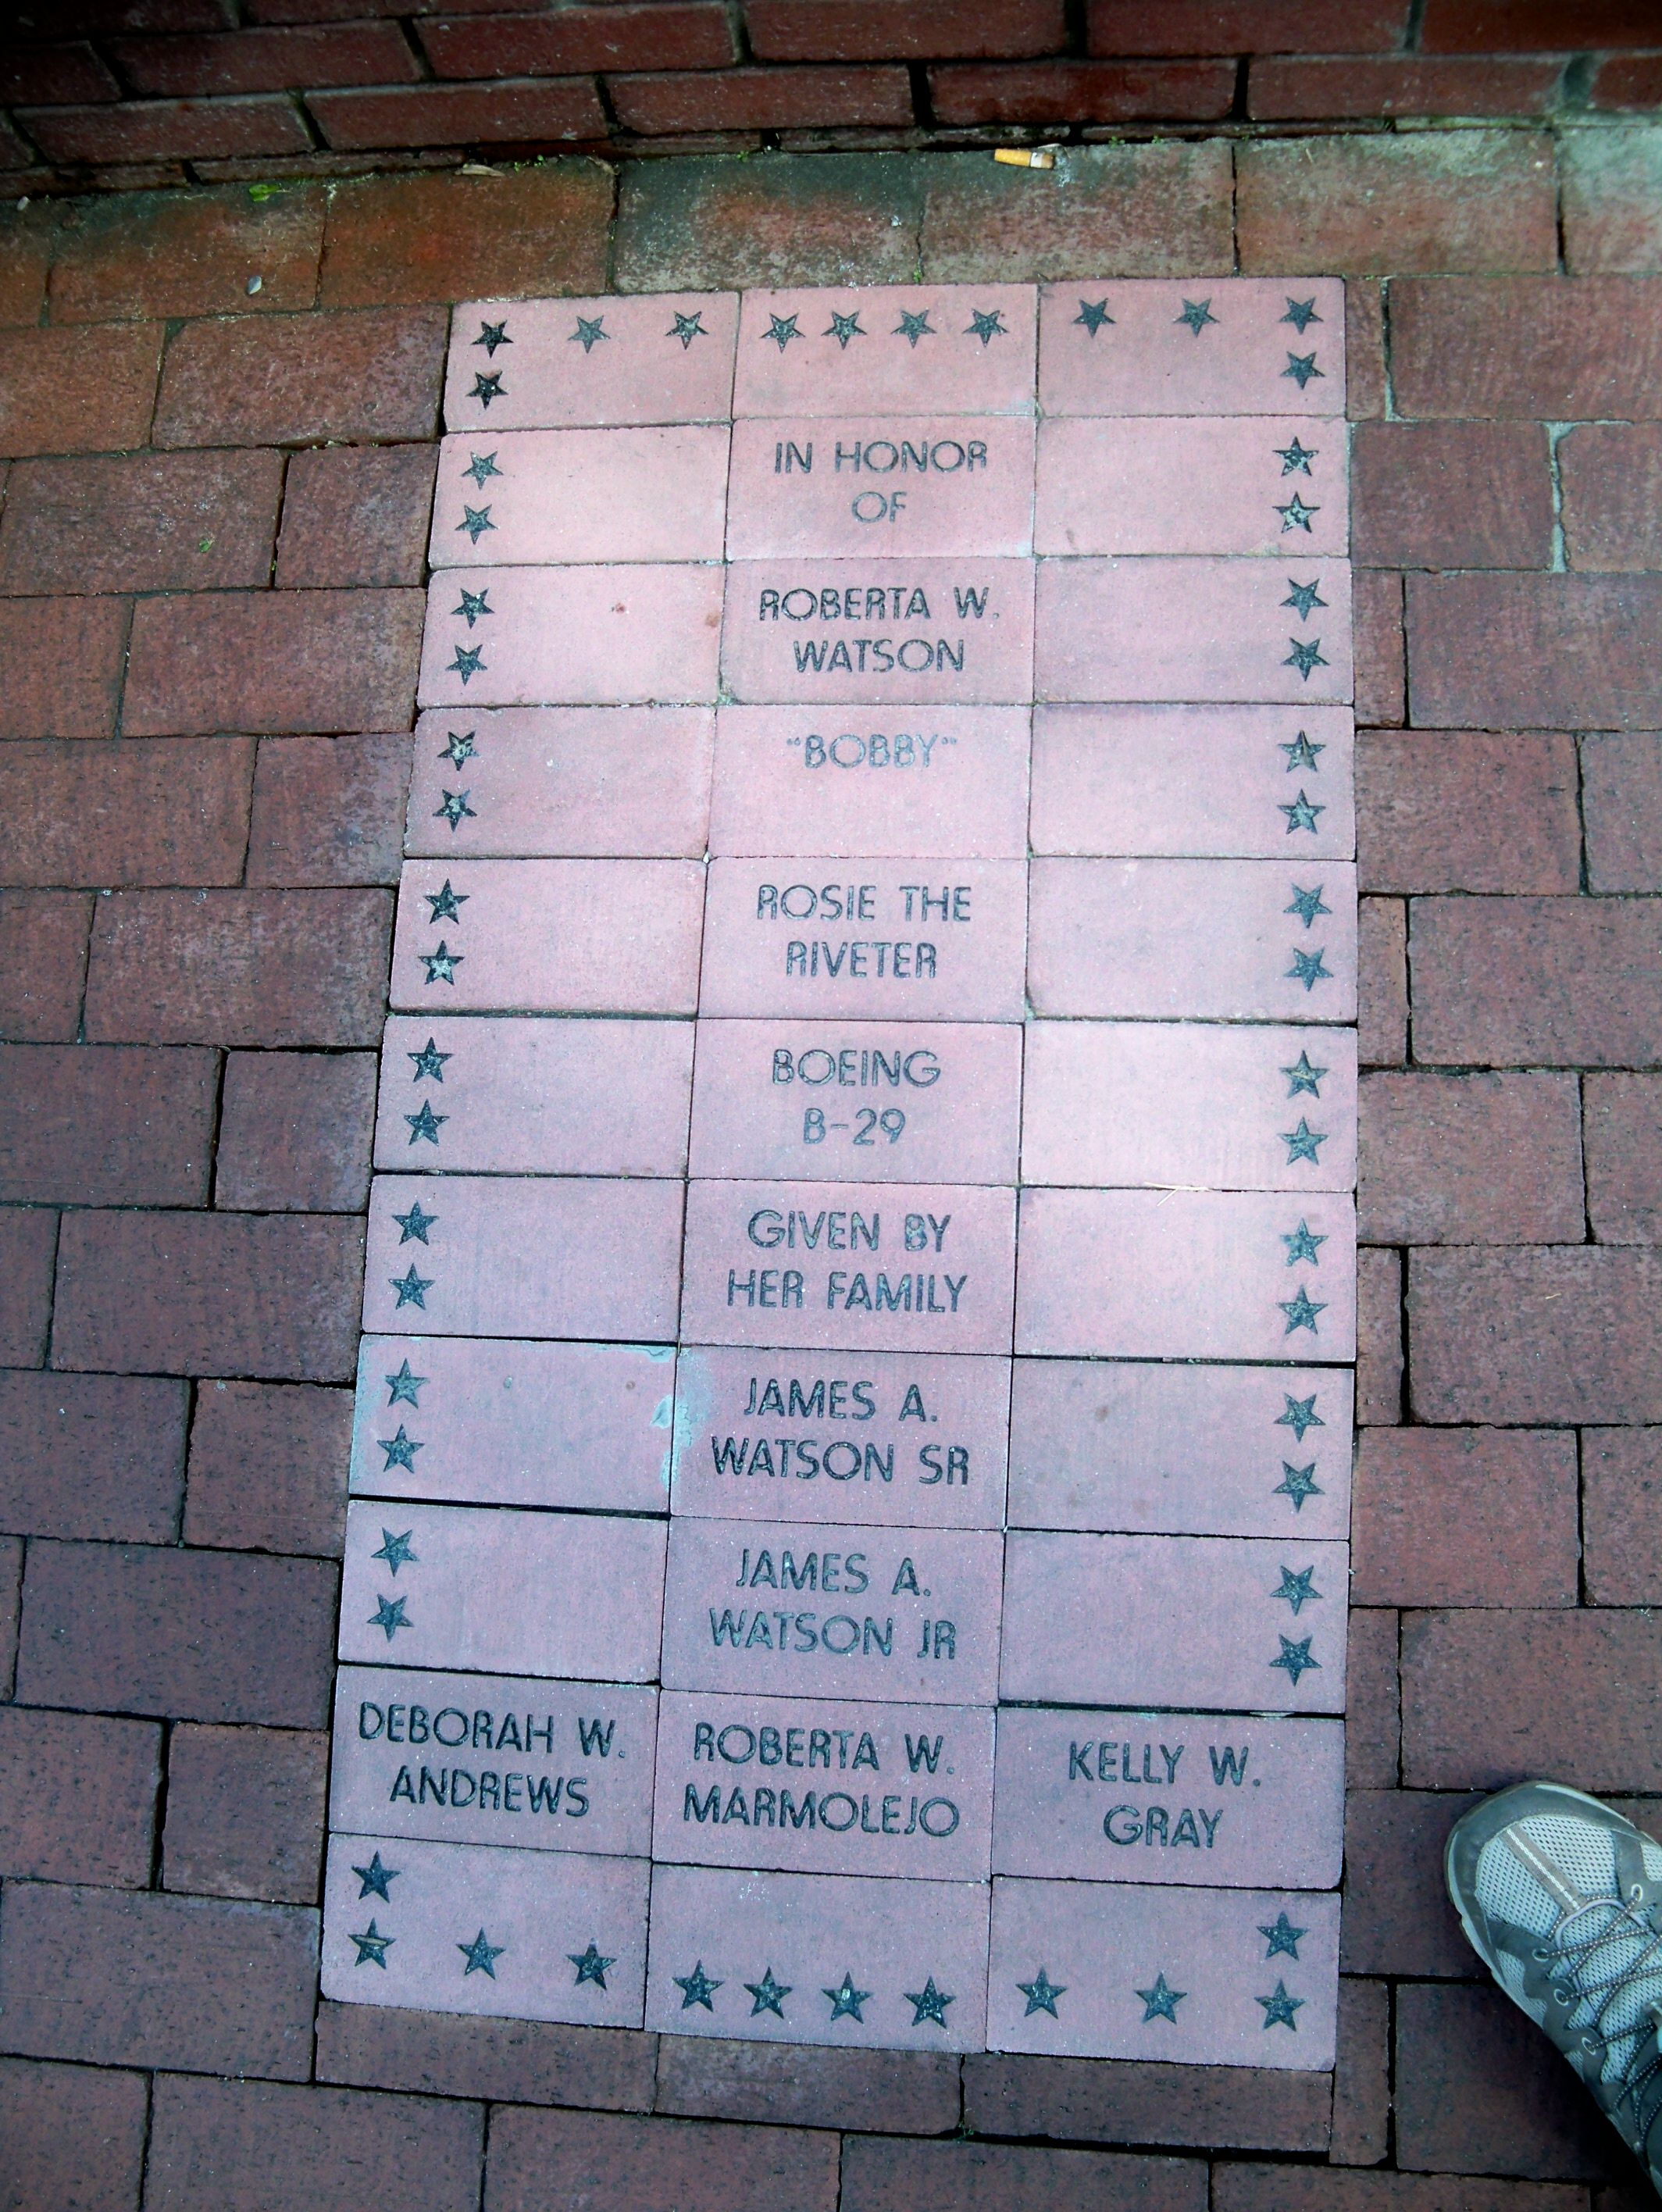 IN HONOR
OF
ROBERTA W.
WATSON
"BOBBY"
ROSIE THE
RIVETER
BOEING
B-29
GIVEN BY
HER FAMILY
JAMES A.
WATSON SR
JAMES A.
WATSON JR
DEBORAH W.
ANDREWS
ROBERTA W.
MARMOLEJO
KELLY W.
GRAY